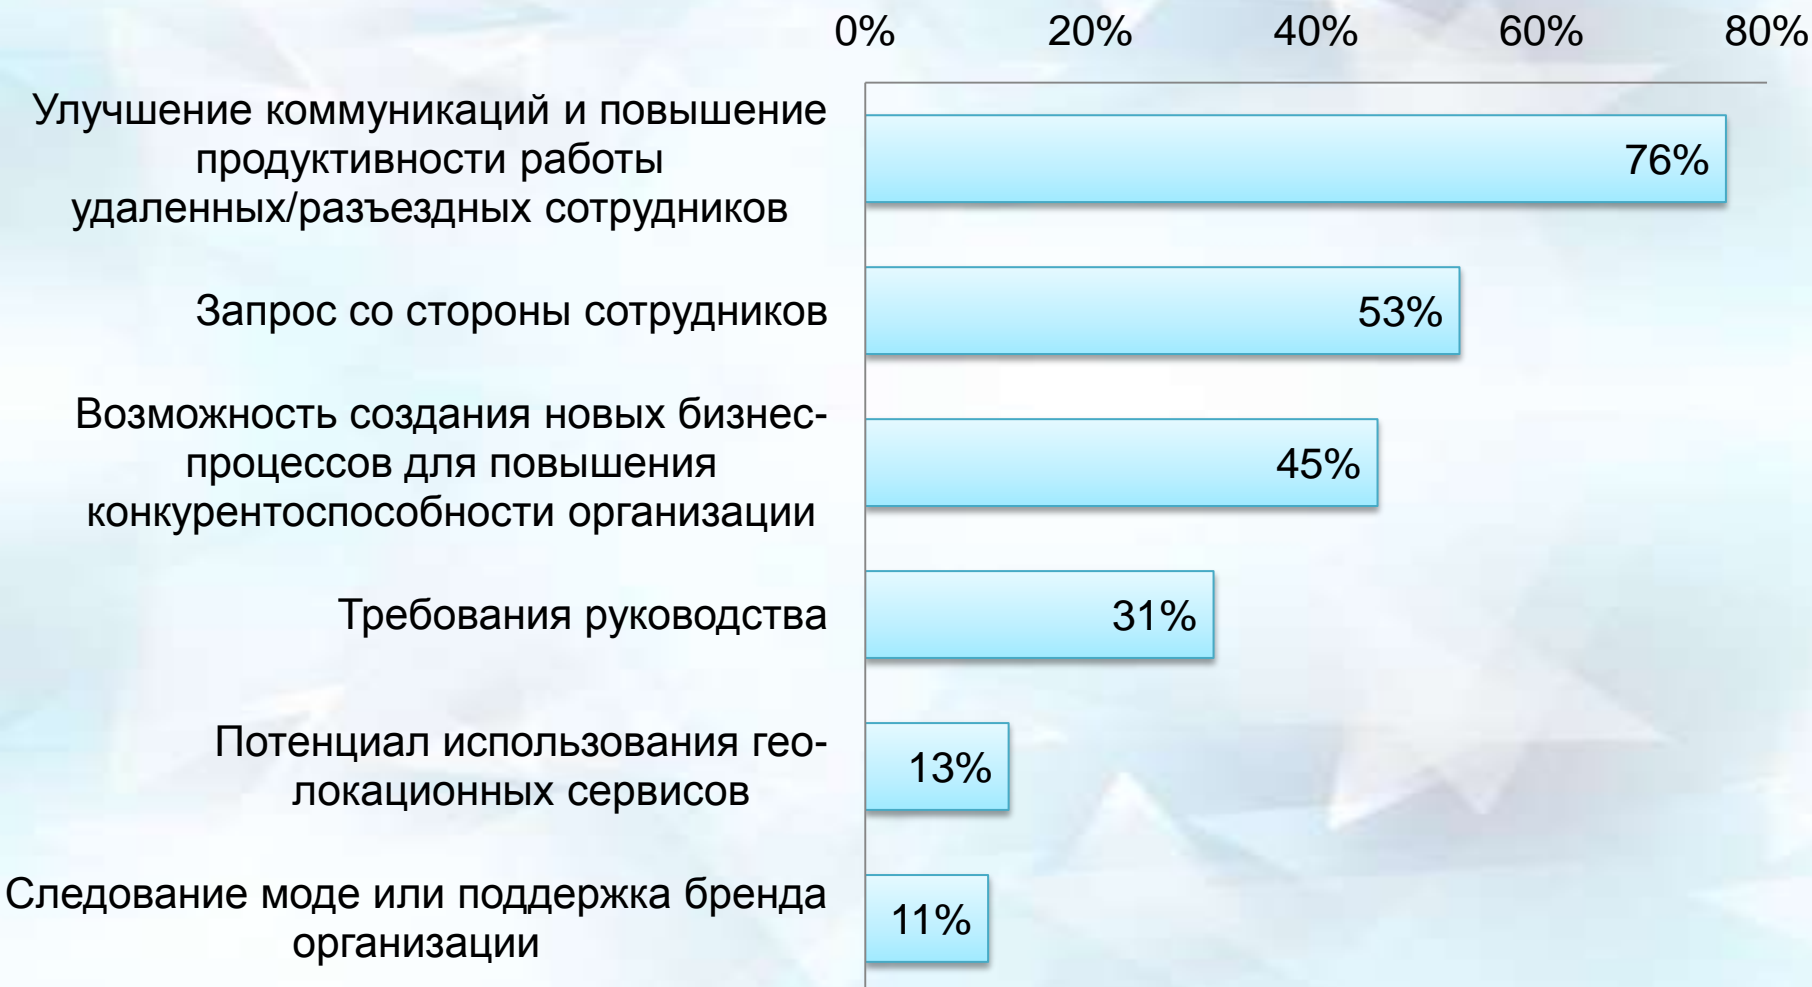 0% 20% 40% 60% 80%
Улучшение коммуникаций и повышение
продуктивности работы
удаленных/разъездных сотрудников
76%
Запрос со стороны сотрудников
53%
Возможность создания новых бизнес-
процессов для повышения
конкурентоспособности организации
45%
Требования руководства
31%
Потенциал использования гео-
локационных сервисов
13%
Следование моде или поддержка бренда
организации
11%